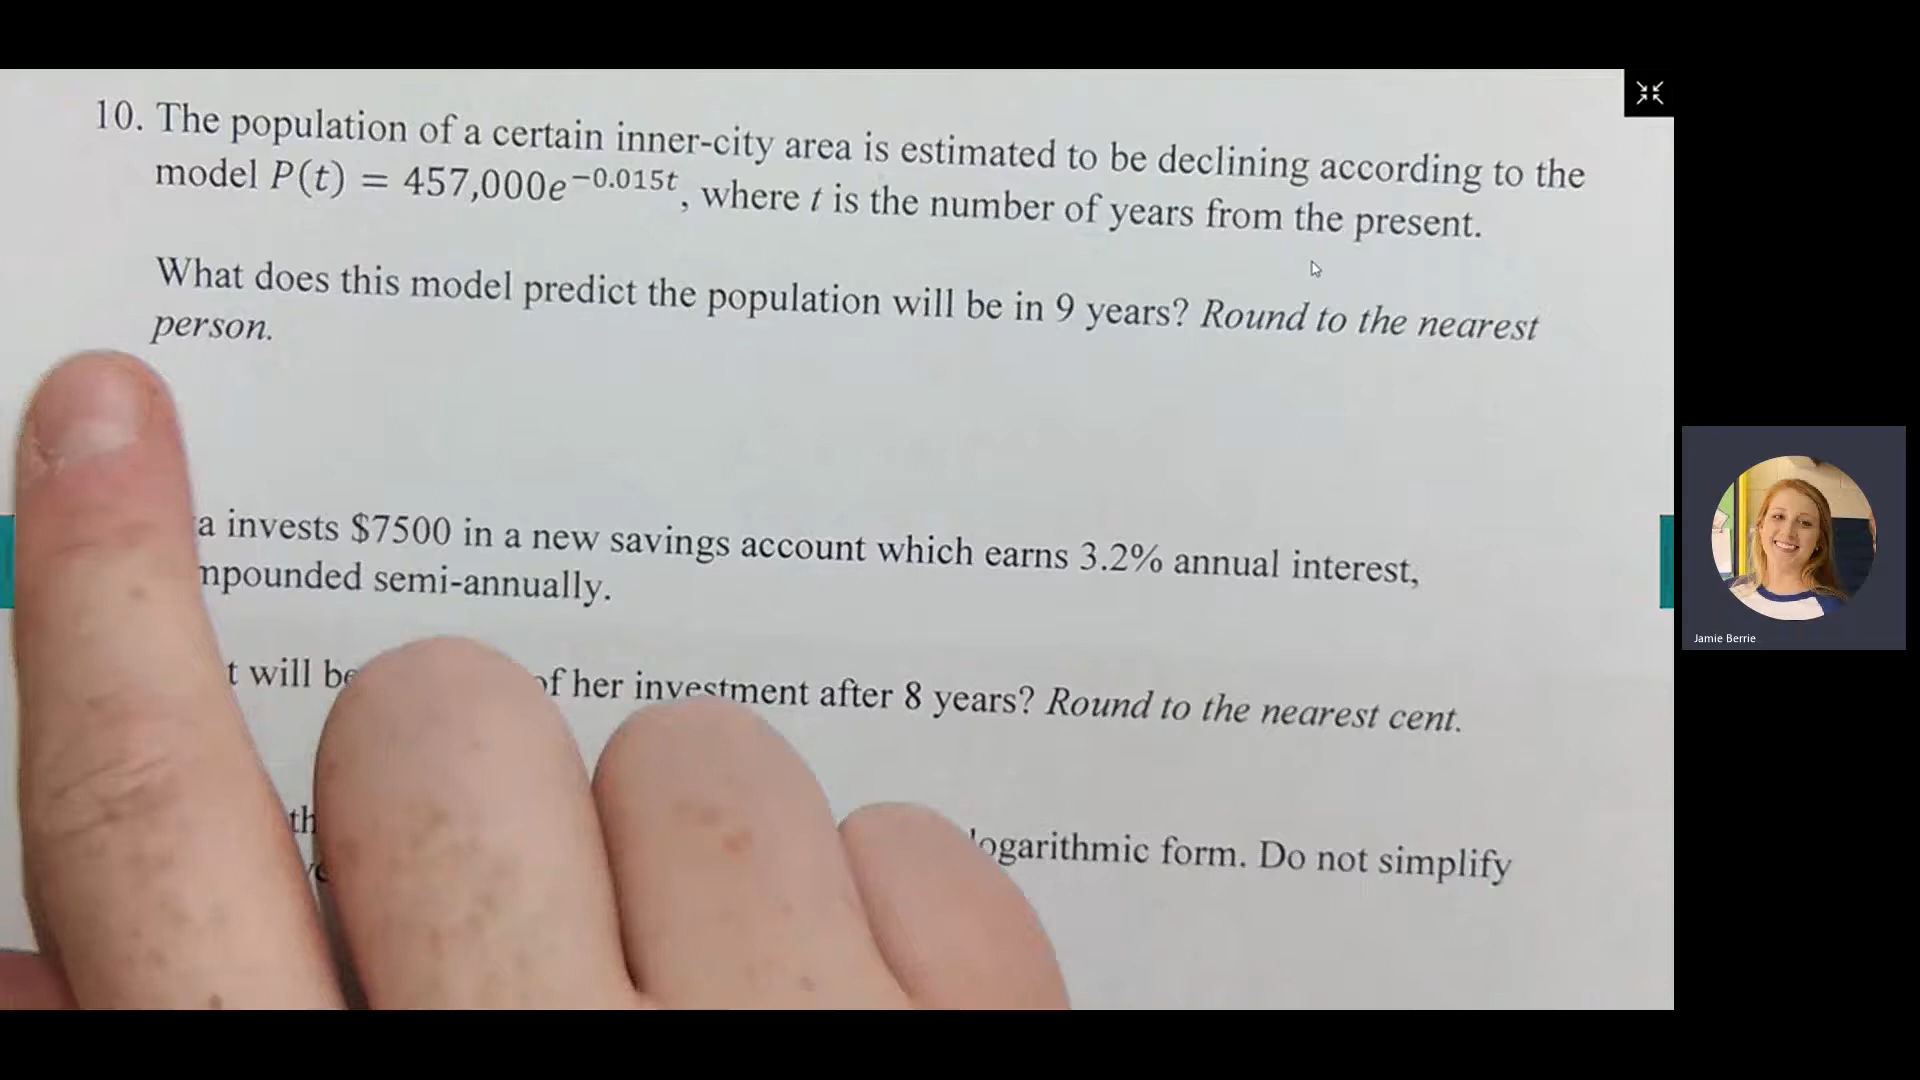 10. The population of a certain inner-city area is estimated to be declining according to the
model P(t) = 457,000e^{-0.015t}, where t is the number of years from the present.
What does this model predict the population will be in 9 years? Round to the nearest
person.
a invests $7500 in a new savings account which earns 3.2% annual interest,
mpounded semi-annually.
t will be of her investment after 8 years? Round to the nearest cent.
th ogarithmic form. Do not simplify
Jamie Berrie